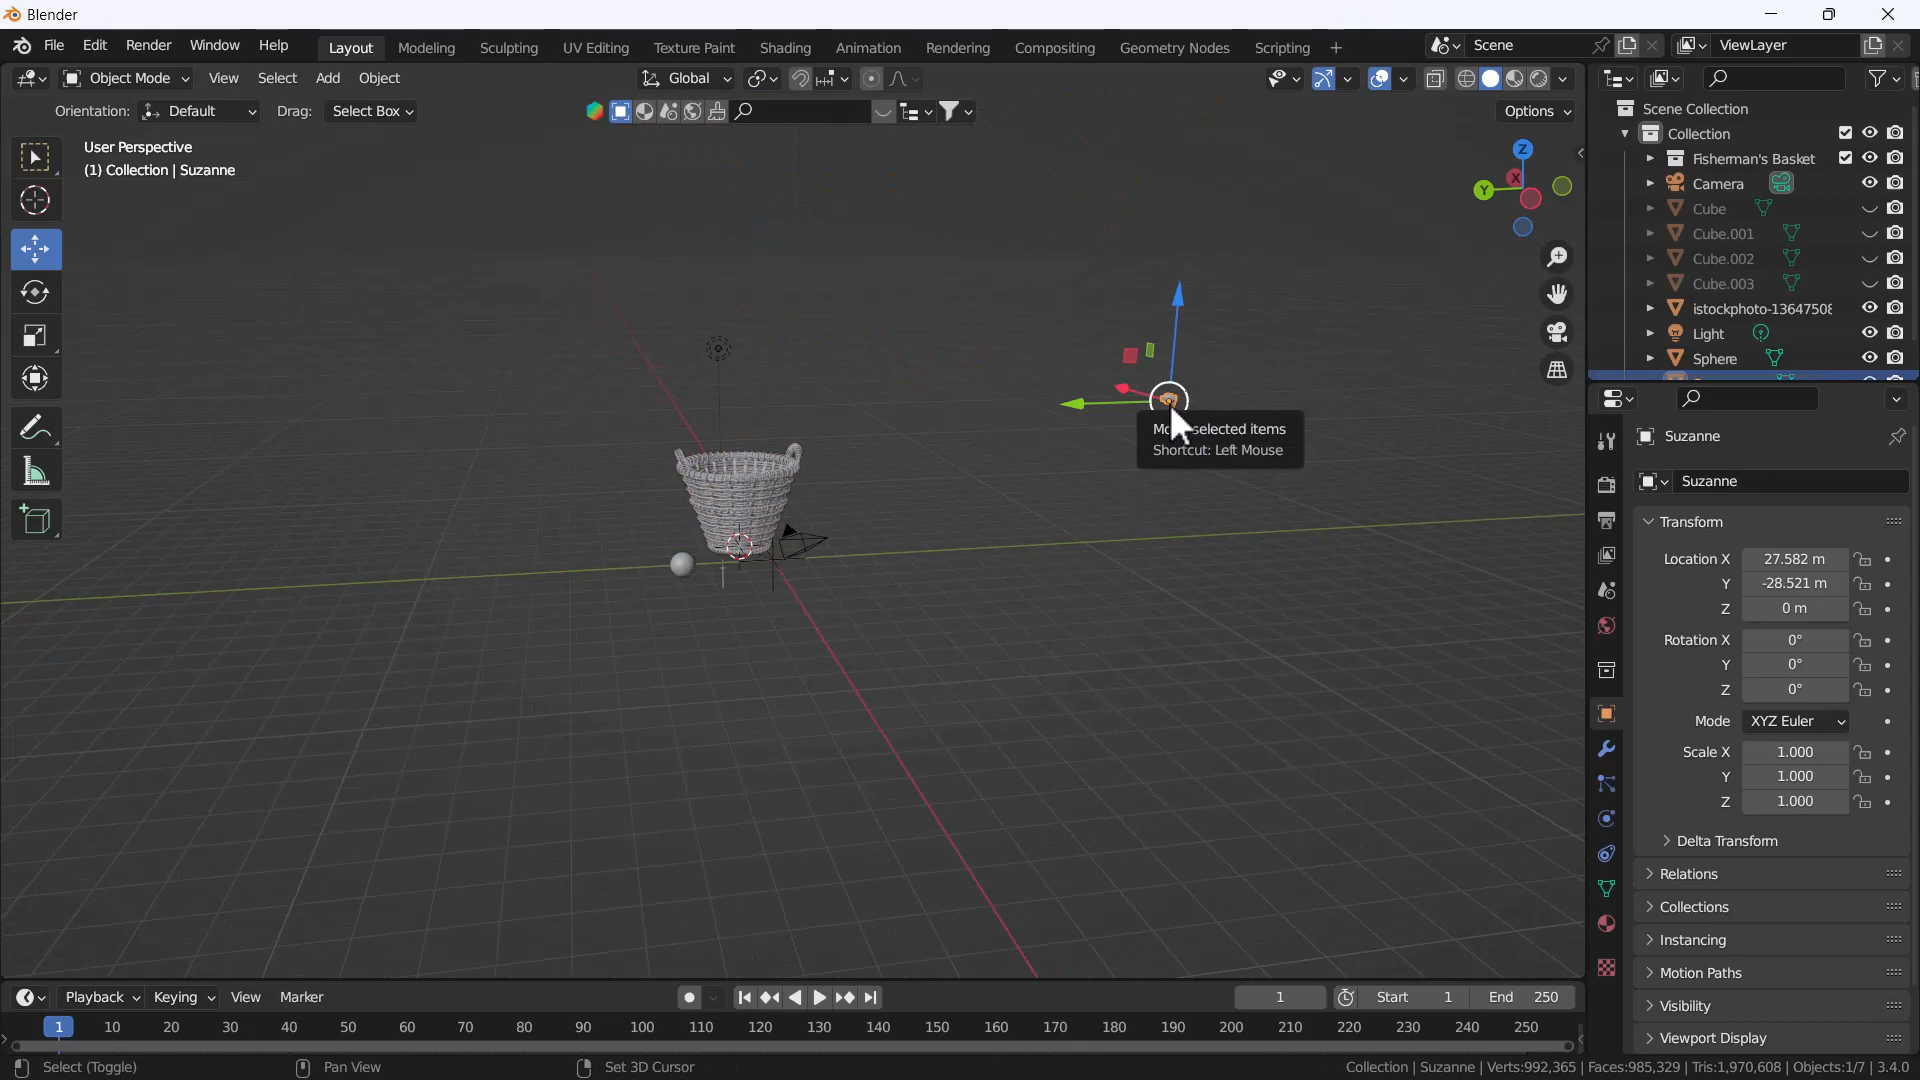 Blender
File Edit Render Window Help Layout Modeling Sculpting UV Editing Texture Paint Shading Animation Rendering Compositing Geometry Nodes Scripting + Scene ViewLayer
Object Mode View Select Add Object Global
Orientation: Default Drag: Select Box Options
User Perspective
(1) Collection | Suzanne
Z
X
Y
selected items
Shortcut: Left Mouse
Scene Collection
Collection
Fisherman's Basket
Camera
Cube
Cube.001
Cube.002
Cube.003
istockphoto-1364750
Light
Sphere
Suzanne
Suzanne
Transform
Location X 27.582 m
Y -28.521 m
Z 0 m
Rotation X 0°
Y 0°
Z 0°
Mode XYZ Euler
Scale X 1.000
Y 1.000
Z 1.000
Delta Transform
Relations
Collections
Instancing
Motion Paths
Visibility
Viewport Display
Playback Keying View Marker 1 Start 1 End 250
1 10 20 30 40 50 60 70 80 90 100 110 120 130 140 150 160 170 180 190 200 210 220 230 240 250
Select (Toggle) Pan View Set 3D Cursor Collection | Suzanne | Verts:992,365 | Faces:985,329 | Tris:1,970,608 | Objects:1/7 | 3.4.0